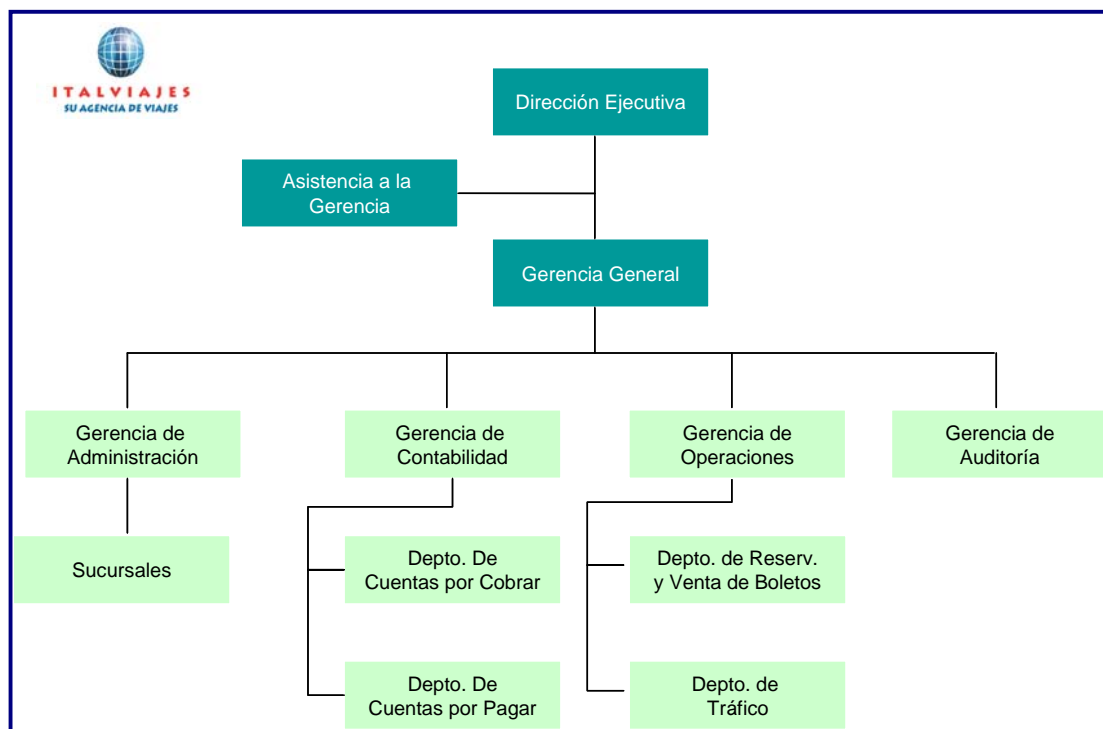 ITALVIAJES
SU AGENCIA DE VIAJES
Dirección Ejecutiva
Asistencia a la
Gerencia
Gerencia General
Gerencia de
Administración
Gerencia de
Contabilidad
Gerencia de
Operaciones
Gerencia de
Auditoría
Sucursales
Depto. De
Cuentas por Cobrar
Depto. de Reserv.
y Venta de Boletos
Depto. De
Cuentas por Pagar
Depto. de
Tráfico